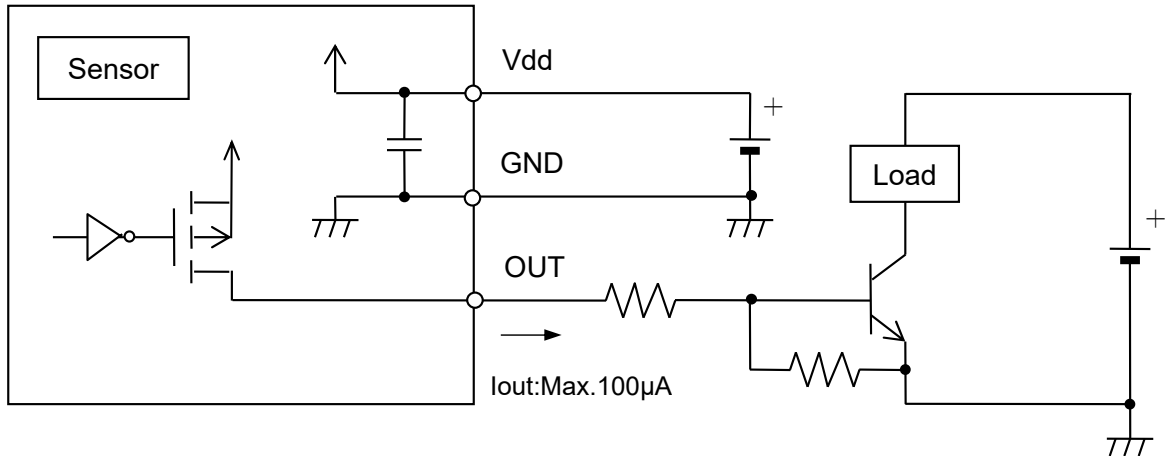 Sensor
Vdd
+
GND
Load
+
OUT
Iout:Max.100μA